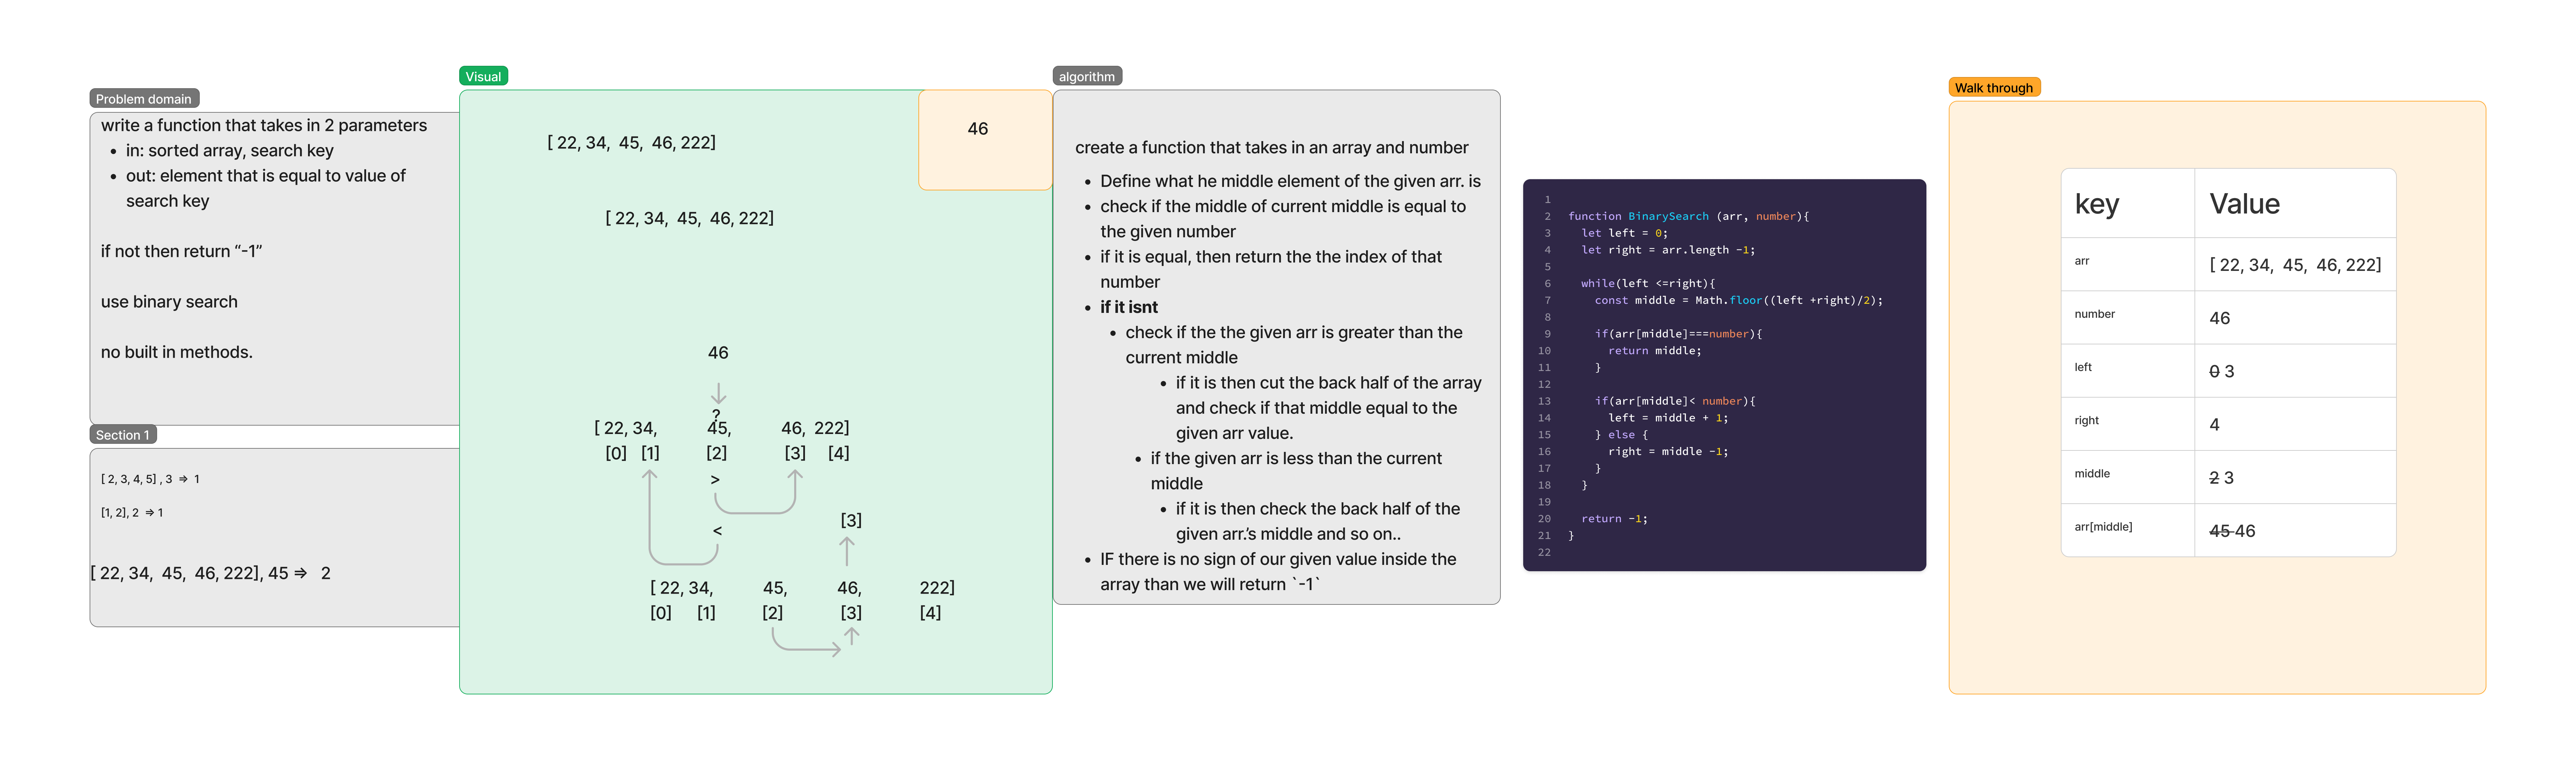 Problem domain
write a function that takes in 2 parameters
• in: sorted array, search key
• out: element that is equal to value of
search key
if not then return “-1”
use binary search
no built in methods.
Section 1
[ 2, 3, 4, 5] , 3 ⇒ 1
[1, 2], 2 ⇒ 1
[ 22, 34, 45, 46, 222], 45 ⇒ 2
Visual
[ 22, 34, 45, 46, 222]
46
[ 22, 34, 45, 46, 222]
46
?
[ 22, 34, 45, 46, 222]
[0] [1] [2] [3] [4]
>
[3]
<
[ 22, 34, 45, 46, 222]
[0] [1] [2] [3] [4]
algorithm
create a function that takes in an array and number
• Define what he middle element of the given arr. is
• check if the middle of current middle is equal to
the given number
• if it is equal, then return the the index of that
number
• if it isnt
• check if the the given arr is greater than the
current middle
• if it is then cut the back half of the array
and check if that middle equal to the
given arr value.
• if the given arr is less than the current
middle
• if it is then check the back half of the
given arr.’s middle and so on..
• IF there is no sign of our given value inside the
array than we will return `-1`
1
2 function BinarySearch (arr, number){
3 let left = 0;
4 let right = arr.length -1;
5
6 while(left <=right){
7 const middle = Math.floor((left +right)/2);
8
9 if(arr[middle]===number){
10 return middle;
11 }
12
13 if(arr[middle]< number){
14 left = middle + 1;
15 } else {
16 right = middle -1;
17 }
18 }
19
20 return -1;
21 }
22
Walk through
key Value
arr [ 22, 34, 45, 46, 222]
number 46
left 0 3
right 4
middle 2 3
arr[middle] 45 46